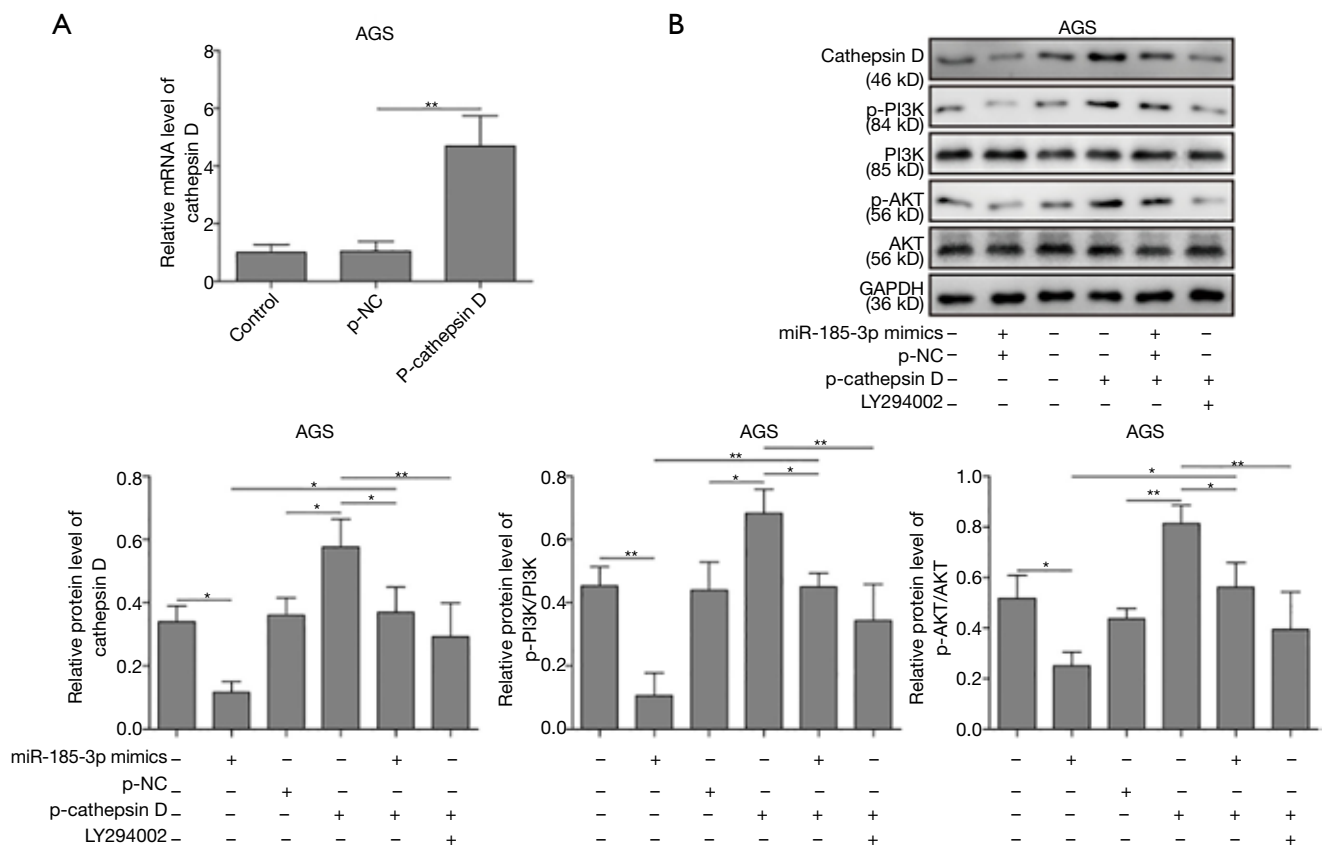 A
AGS
Relative mRNA level of
cathepsin D
8
6
4
2
0
**
Control
p-NC
P-cathepsin D
B
AGS
Cathepsin D
(46 kD)
p-PI3K
(84 kD)
PI3K
(85 kD)
p-AKT
(56 kD)
AKT
(56 kD)
GAPDH
(36 kD)
miR-185-3p mimics – + – – + –
p-NC – + – – + –
p-cathepsin D – – – + + +
LY294002 – – – – – +
AGS
Relative protein level of
cathepsin D
0.8
0.6
0.4
0.2
0.0
* * * * **
miR-185-3p mimics – + – – + –
p-NC – – + – – –
p-cathepsin D – – – + + +
LY294002 – – – – – +
AGS
Relative protein level of
p-PI3K/PI3K
0.8
0.6
0.4
0.2
0.0
** * ** * **
– + – – + –
– – + – – –
– – – + + +
– – – – – +
AGS
Relative protein level of
p-AKT/AKT
1.0
0.8
0.6
0.4
0.2
0.0
* ** * * **
– + – – + –
– – + – – –
– – – + + +
– – – – – +